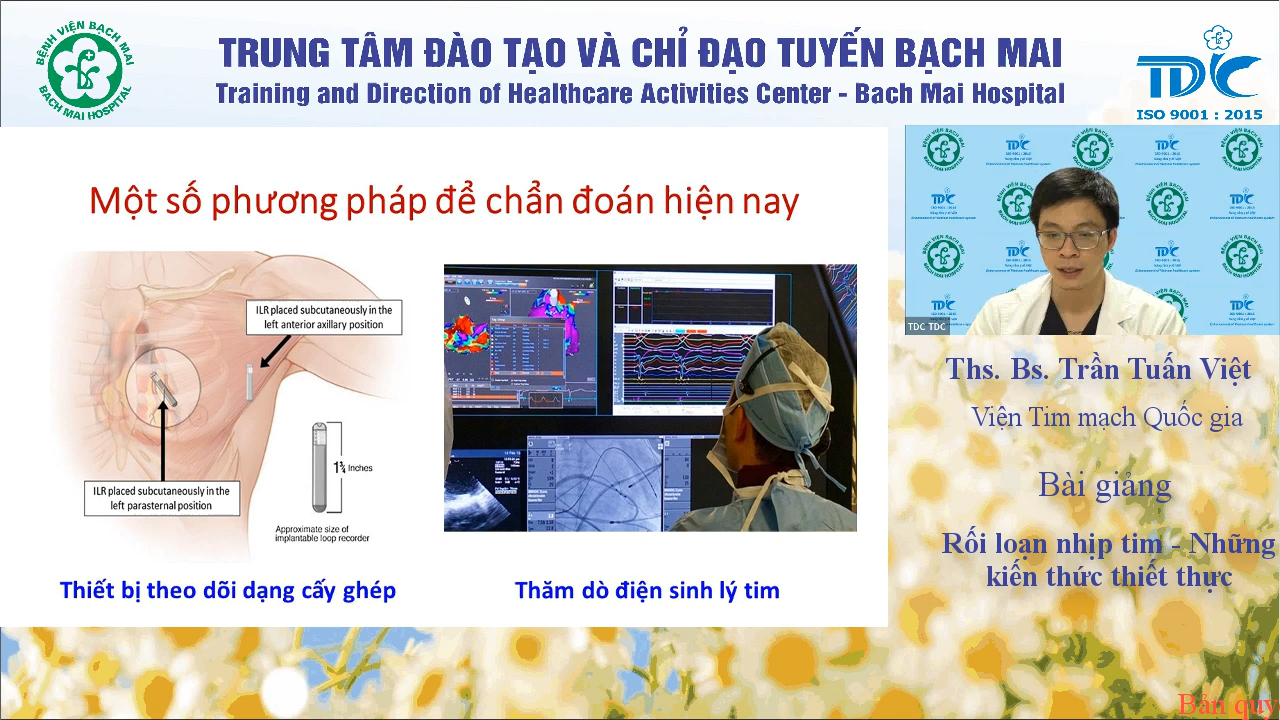 BỆNH VIỆN BẠCH MAI
BACH MAI HOSPITAL
TRUNG TÂM ĐÀO TẠO VÀ CHỈ ĐẠO TUYẾN BẠCH MAI
Training and Direction of Healthcare Activities Center - Bach Mai Hospital
TDC
ISO 9001 : 2015
Một số phương pháp để chẩn đoán hiện nay
ILR placed subcutaneously in the
left anterior axillary position
ILR placed subcutaneously in the
left parasternal position
1¾ Inches
Approximate size of
implantable loop recorder
Thiết bị theo dõi dạng cấy ghép
Thăm dò điện sinh lý tim
TDC TDC
Ths. Bs. Trần Tuấn Việt
Viện Tim mạch Quốc gia
Bài giảng
Rối loạn nhịp tim - Những
kiến thức thiết thực
Bản quy